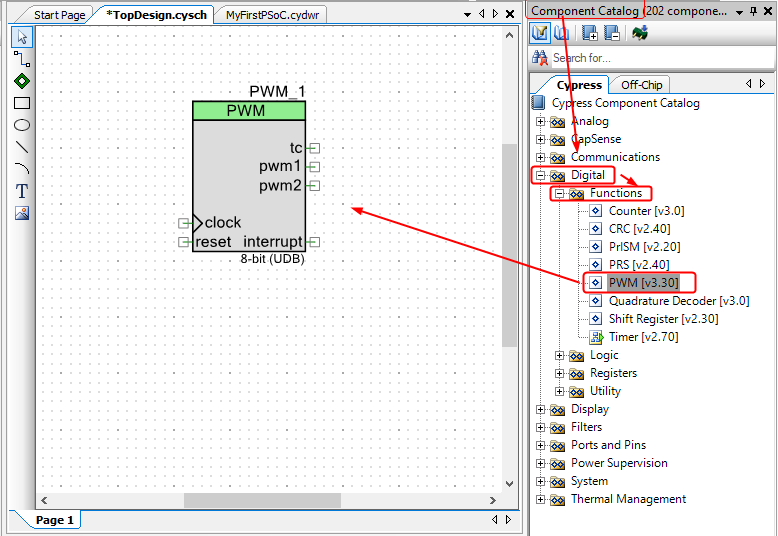 Start Page
*TopDesign.cysch
MyFirstPSoC.cydwr
T
PWM_1
PWM
tc
pwm1
pwm2
clock
reset
interrupt
8-bit (UDB)
Page 1
Component Catalog (202 compone...
Search for...
Cypress
Off-Chip
Cypress Component Catalog
Analog
CapSense
Communications
Digital
Functions
Counter [v3.0]
CRC [v2.40]
PrISM [v2.20]
PRS [v2.40]
PWM [v3.30]
Quadrature Decoder [v3.0]
Shift Register [v2.30]
Timer [v2.70]
Logic
Registers
Utility
Display
Filters
Ports and Pins
Power Supervision
System
Thermal Management